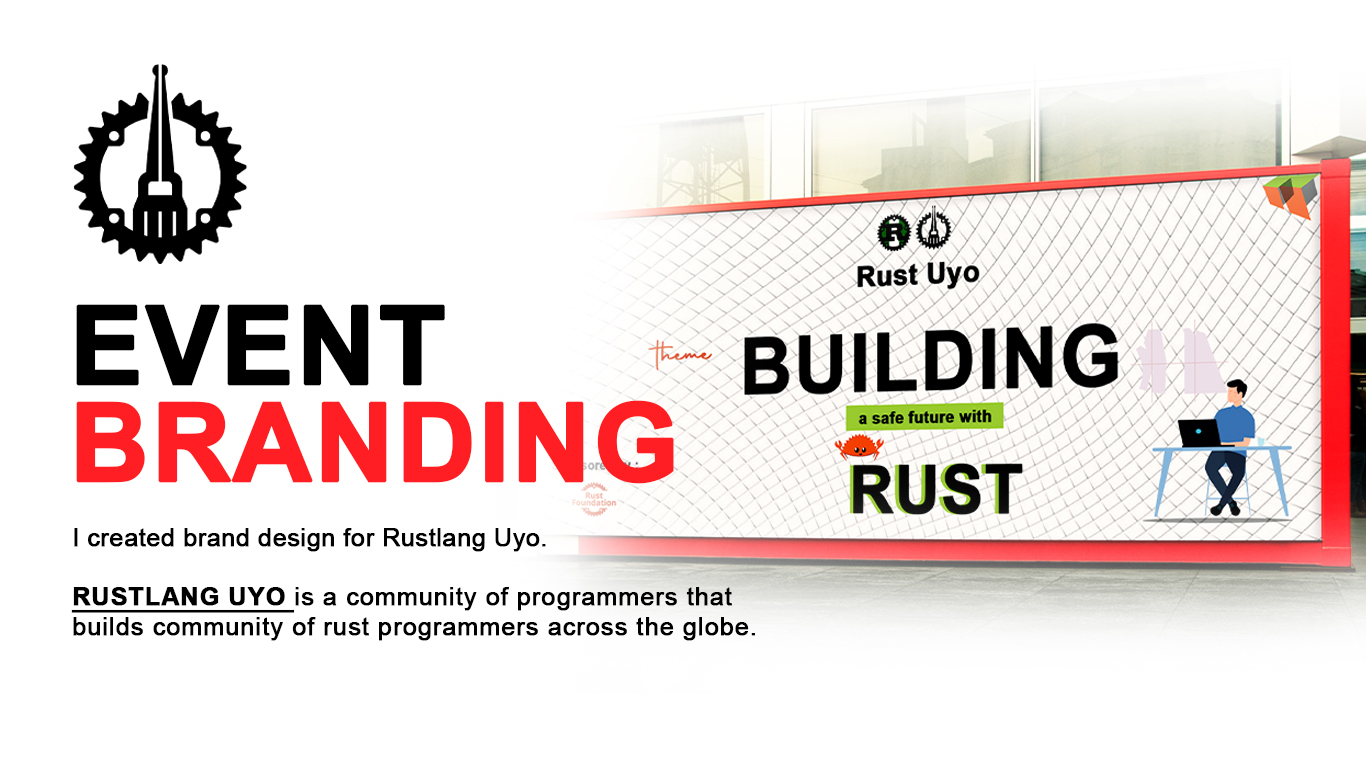 EVENT
BRANDING
I created brand design for Rustlang Uyo.
RUSTLANG UYO is a community of programmers that
builds community of rust programmers across the globe.
R
Rust Uyo
theme
BUILDING
a safe future with
RUST
Rust
Foundation